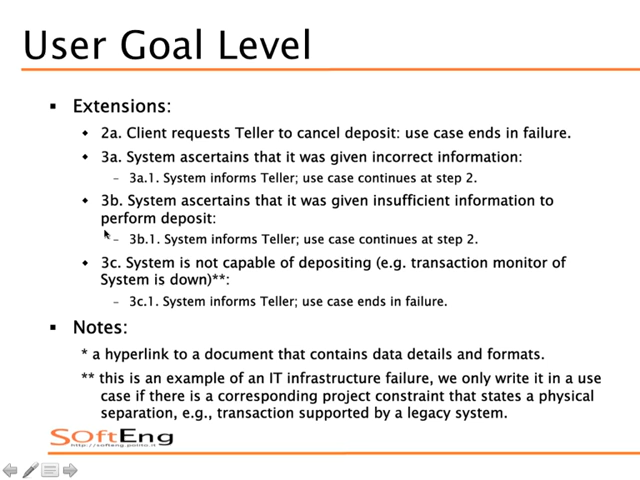 User Goal Level
▪ Extensions:
◆ 2a. Client requests Teller to cancel deposit: use case ends in failure.
◆ 3a. System ascertains that it was given incorrect information:
– 3a.1. System informs Teller; use case continues at step 2.
◆ 3b. System ascertains that it was given insufficient information to
perform deposit:
– 3b.1. System informs Teller; use case continues at step 2.
◆ 3c. System is not capable of depositing (e.g. transaction monitor of
System is down)**:
– 3c.1. System informs Teller; use case ends in failure.
▪ Notes:
* a hyperlink to a document that contains data details and formats.
** this is an example of an IT infrastructure failure, we only write it in a use
case if there is a corresponding project constraint that states a physical
separation, e.g., transaction supported by a legacy system.
SOftEng
http://softeng.polito.it